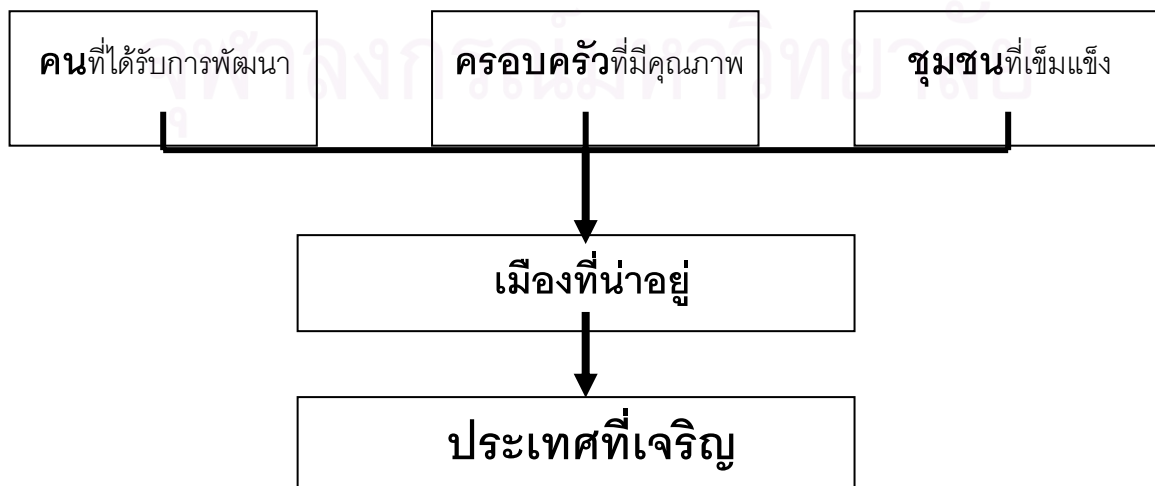 จุฬาลงกรณ์มหาวิทยาลัย
คนที่ได้รับการพัฒนา
ครอบครัวที่มีคุณภาพ
ชุมชนที่เข็มแข็ง
เมืองที่น่าอยู่
ประเทศที่เจริญ